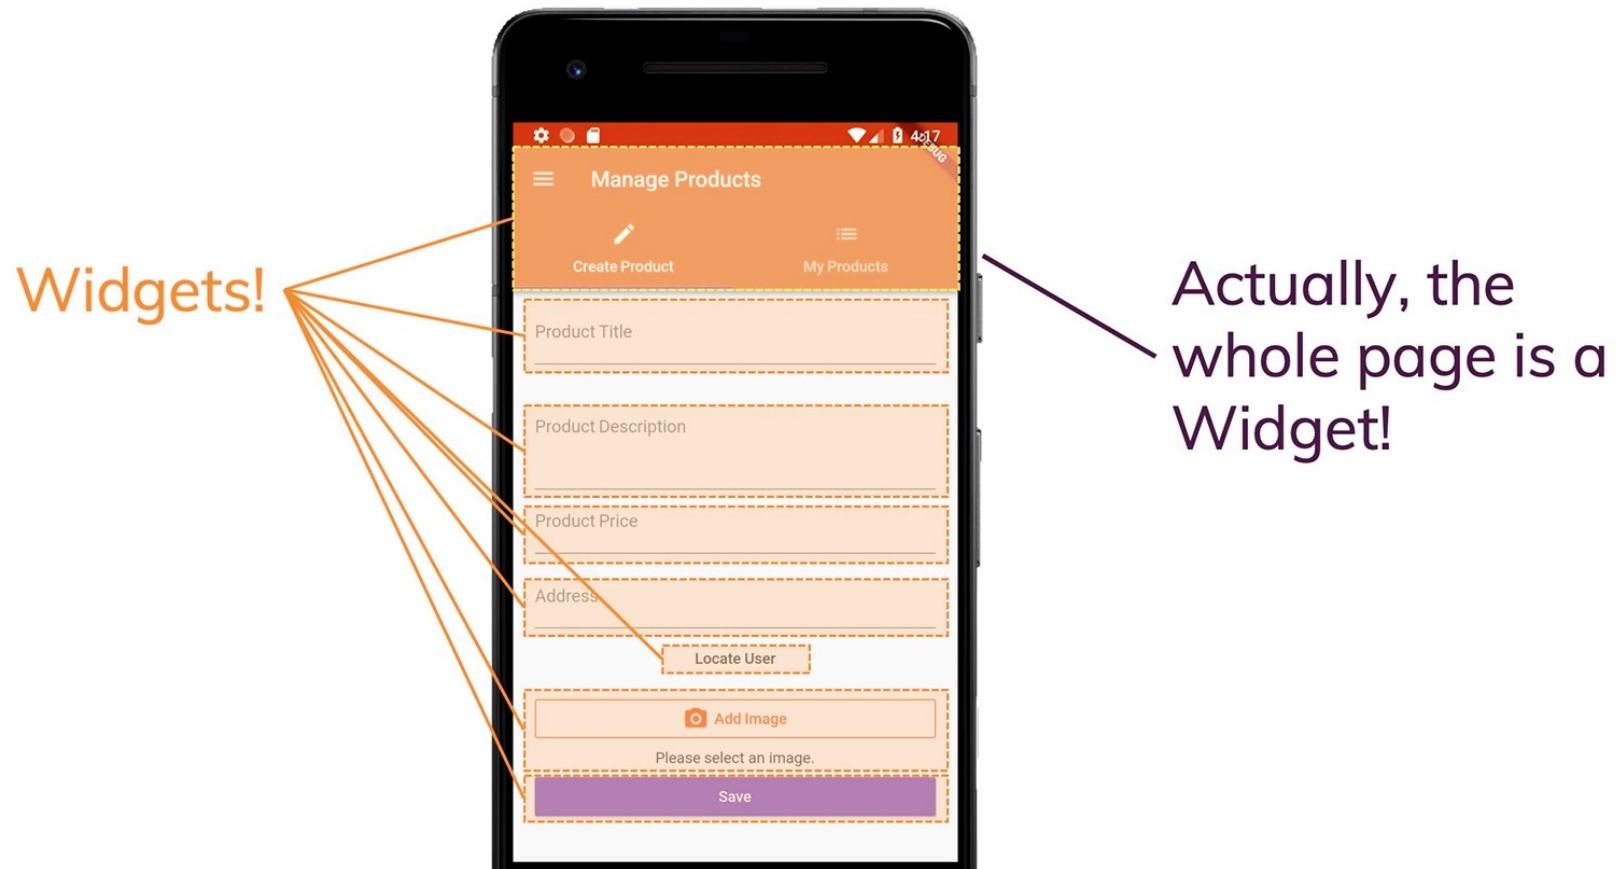 4:17
DEBUG
Manage Products
Create Product
My Products
Widgets!
Actually, the
whole page is a
Widget!
Product Title
Product Description
Product Price
Address
Locate User
Add Image
Please select an image.
Save